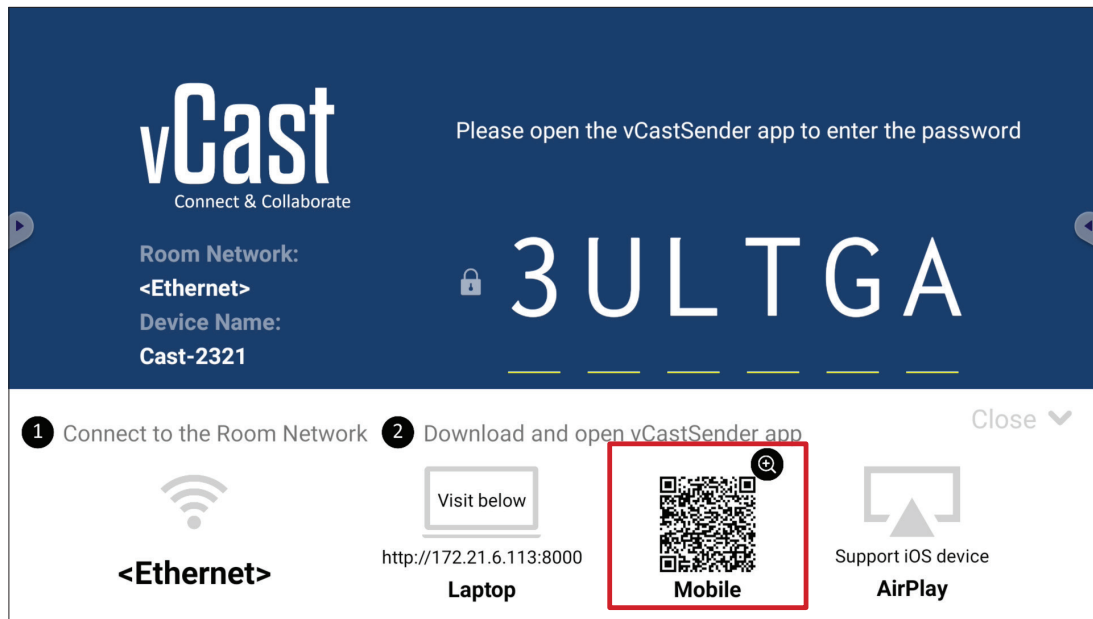 vCast
Connect & Collaborate
Please open the vCastSender app to enter the password
Room Network:
<Ethernet>
Device Name:
Cast-2321
3ULTGA
1 Connect to the Room Network
<Ethernet>
2 Download and open vCastSender app
Close
Visit below
http://172.21.6.113:8000
Laptop
Mobile
Support iOS device
AirPlay